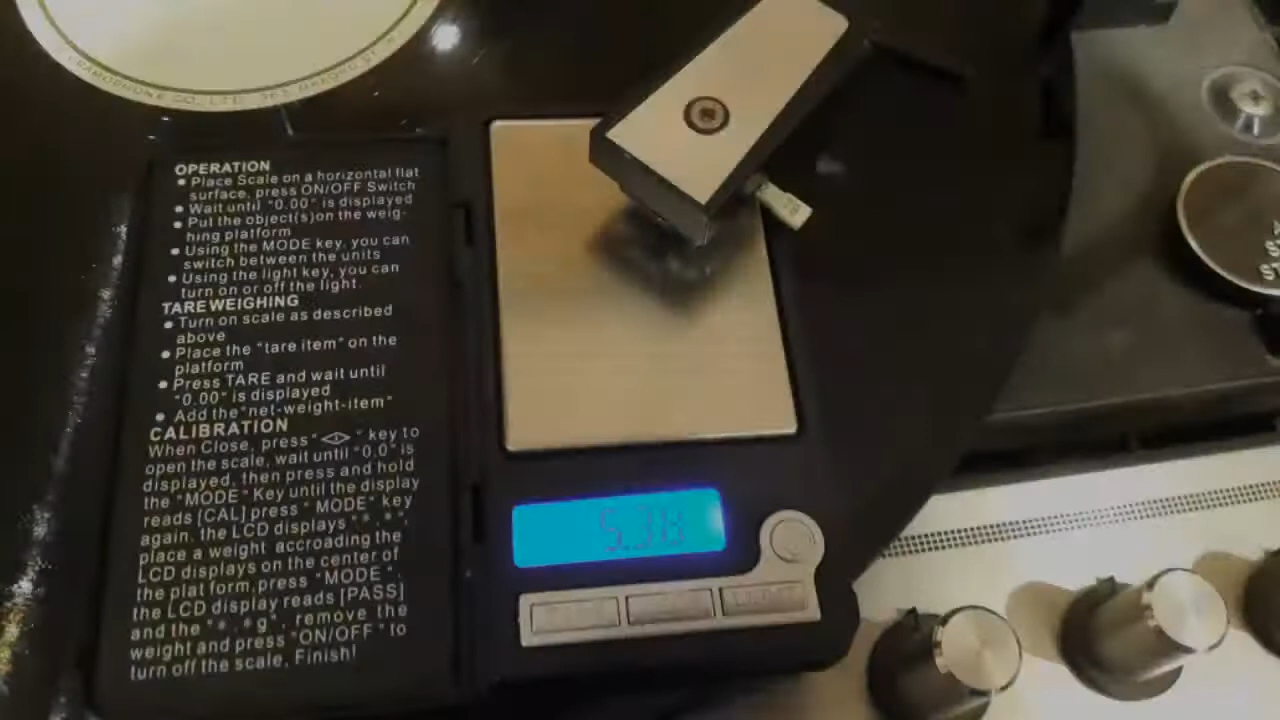 GRAMOPHONE CO. LTD.
OPERATION
● Place Scale on a horizontal flat
surface, press ON/OFF Switch
● Wait until "0.00" is displayed
● Put the object(s)on the weig-
hing platform
● Using the MODE key, you can
switch between the units
● Using the light key, you can
turn on or off the light.
TARE WEIGHING
● Turn on scale as described
above
● Place the "tare item" on the
platform
● Press TARE and wait until
"0.00" is displayed
● Add the"net-weight-item"
CALIBRATION
When Close, press"<|>" key to
open the scale, wait until "0.0" is
displayed, then press and hold
the "MODE" Key until the display
reads [CAL] press" MODE" key
again. the LCD displays "*.*",
place a weight accroading the
LCD displays on the center of
the plat form,press "MODE",
the LCD display reads [PASS]
and the "*.*g", remove the
weight and press "ON/OFF" to
turn off the scale, Finish!